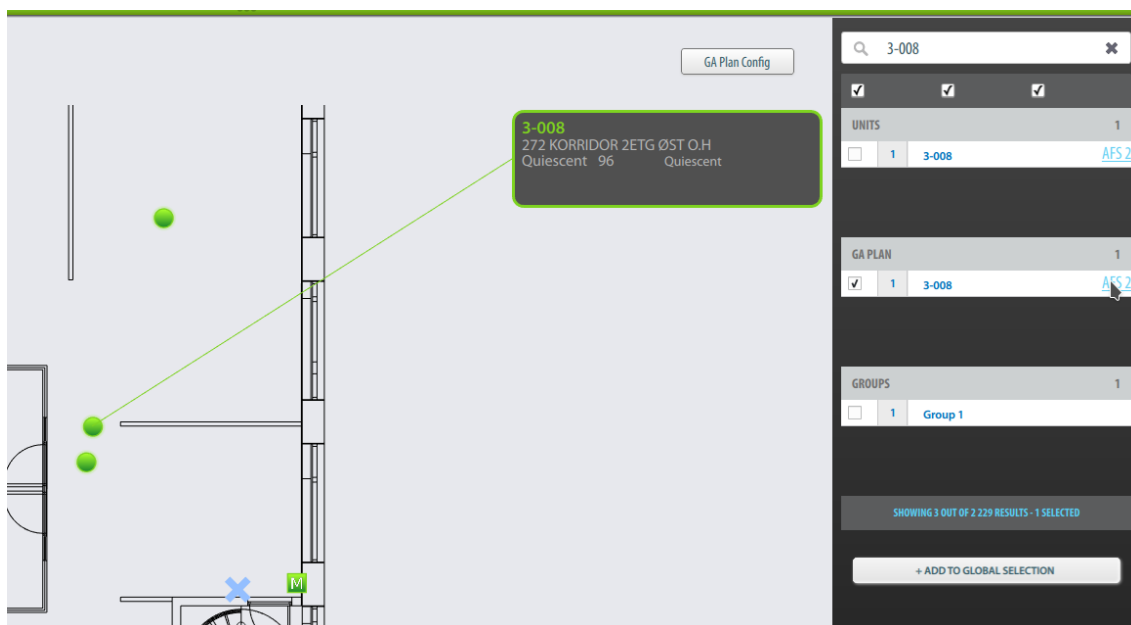 GA Plan Config
3-008
272 KORRIDOR 2ETG ØST O.H
Quiescent 96 Quiescent
M
3-008
UNITS 1
1 3-008 AFS 2
GA PLAN 1
1 3-008 AFS 2
GROUPS 1
1 Group 1
SHOWING 3 OUT OF 2 229 RESULTS - 1 SELECTED
+ ADD TO GLOBAL SELECTION